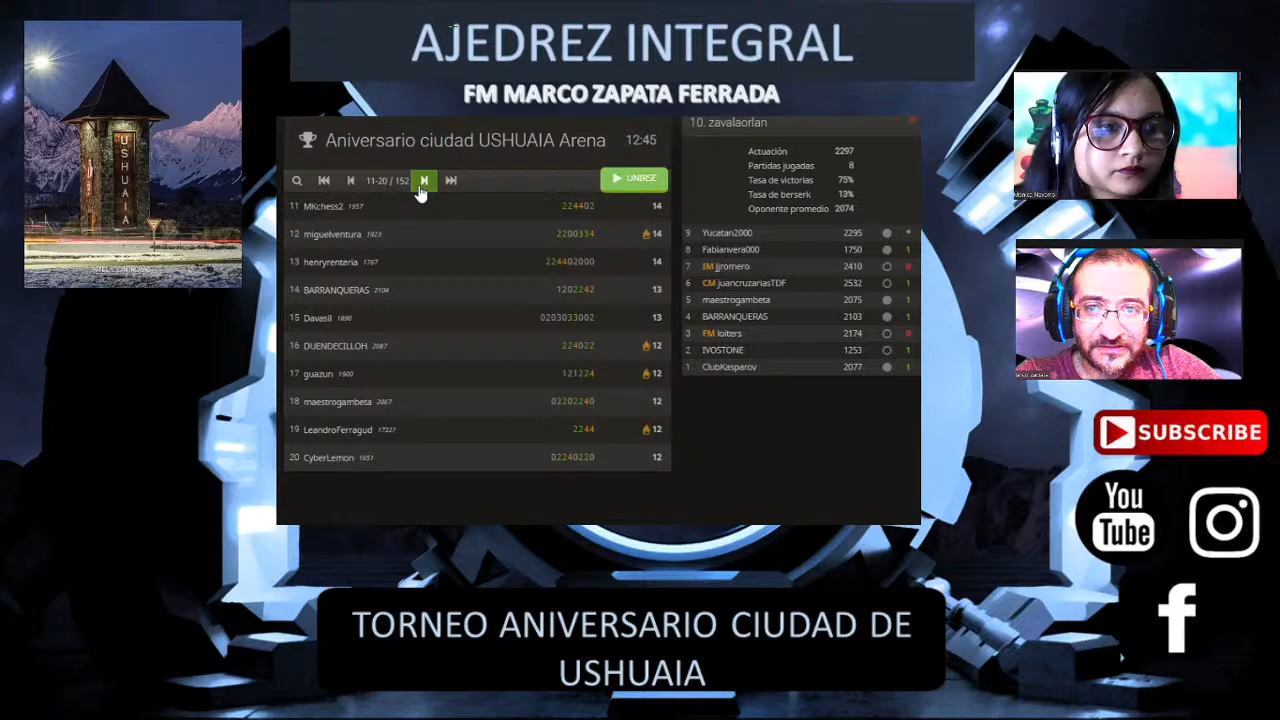 AJEDREZ INTEGRAL
FM MARCO ZAPATA FERRADA
USHUAIA
Aniversario ciudad USHUAIA Arena 12:45
11-20 / 152 UNIRSE
11 MKchess2 1957 224402 14
12 miguelventura 1923 2200334 14
13 henryrenteria 1767 224402000 14
14 BARRANQUERAS 2104 1202242 13
15 Davasil 1890 0203033002 13
16 DUENDECILLOH 2087 224022 12
17 guazun 1900 121224 12
18 maestrogambeta 2067 02202240 12
19 LeandroFerragud 1732? 2244 12
20 CyberLemon 1651 02240220 12
10. zavalaorlan
Actuación 2297
Partidas jugadas 8
Tasa de victorias 75%
Tasa de berserk 13%
Oponente promedio 2074
9 Yucatan2000 2295 *
8 Fabianvera000 1750 1
7 IM jjromero 2410 0
6 CM juancruzariasTDF 2532 1
5 maestrogambeta 2075 1
4 BARRANQUERAS 2103 1
3 FM loiters 2174 0
2 IVOSTONE 1253 1
1 ClubKasparov 2077 1
SUBSCRIBE
You
Tube
TORNEO ANIVERSARIO CIUDAD DE
USHUAIA